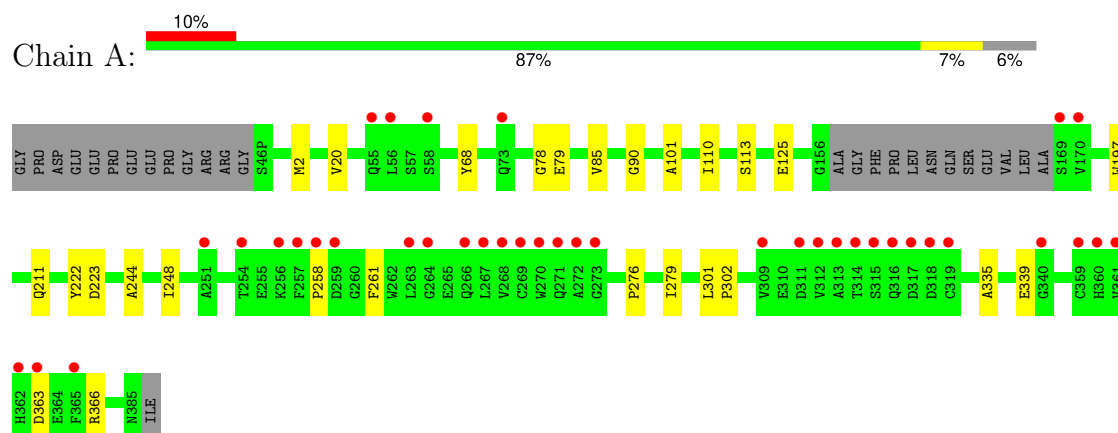 10%
Chain A:
87%
7%
6%
GLY
PRO
ASP
GLU
GLU
PRO
GLU
GLU
PRO
GLY
ARG
ARG
GLY
S46P
M2
V20
Q55
L56
S57
S58
Y68
Q73
G78
E79
V85
G90
A101
I110
S113
E125
G156
ALA
GLY
PHE
PRO
LEU
ASN
GLN
SER
GLU
VAL
LEU
ALA
S169
V170
Q211
Y222
D223
A244
I248
A251
T254
E255
K256
F257
P258
D259
G260
F261
W262
L263
G264
E265
Q266
L267
V268
C269
W270
Q271
A272
G273
P276
I279
L301
P302
V309
E310
D311
V312
A313
T314
S315
Q316
D317
D318
C319
A335
E339
G340
C359
H360
V361
H362
D363
E364
F365
R366
N385
ILE